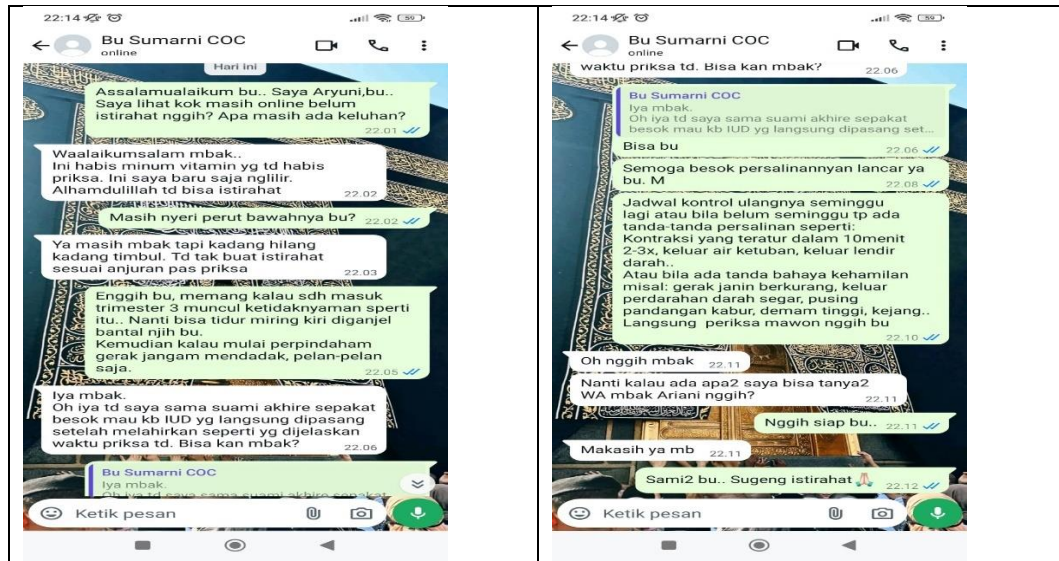 22:14
59
Bu Sumarni COC
online
Hari ini
Assalamualaikum bu.. Saya Aryuni,bu..
Saya lihat kok masih online belum
istirahat nggih? Apa masih ada keluhan?
22.01
Waalaikumsalam mbak..
Ini habis minum vitamin yg td habis
priksa. Ini saya baru saja nglilir.
Alhamdulillah td bisa istirahat
22.02
Masih nyeri perut bawahnya bu?
22.02
Ya masih mbak tapi kadang hilang
kadang timbul. Td tak buat istirahat
sesuai anjuran pas priksa
22.03
Enggih bu, memang kalau sdh masuk
trimester 3 muncul ketidaknyaman sperti
itu.. Nanti bisa tidur miring kiri diganjel
bantal njih bu.
Kemudian kalau mulai perpindaham
gerak jangam mendadak, pelan-pelan
saja.
22.05
Iya mbak.
Oh iya td saya sama suami akhire sepakat
besok mau kb IUD yg langsung dipasang
setelah melahirkan seperti yg dijelaskan
waktu priksa td. Bisa kan mbak?
22.06
Bu Sumarni COC
Iya mbak.
Oh iya td saya sama suami akhire sepakat
Ketik pesan
22:14
59
Bu Sumarni COC
online
waktu priksa td. Bisa kan mbak?
22.06
Bu Sumarni COC
Iya mbak.
Oh iya td saya sama suami akhire sepakat
besok mau kb IUD yg langsung dipasang set...
Bisa bu
22.06
Semoga besok persalinannyan lancar ya
bu. M
22.08
Jadwal kontrol ulangnya seminggu
lagi atau bila belum seminggu tp ada
tanda-tanda persalinan seperti:
Kontraksi yang teratur dalam 10menit
2-3x, keluar air ketuban, keluar lendir
darah..
Atau bila ada tanda bahaya kehamilan
misal: gerak janin berkurang, keluar
perdarahan darah segar, pusing
pandangan kabur, demam tinggi, kejang..
Langsung periksa mawon nggih bu
22.10
Oh nggih mbak
22.11
Nanti kalau ada apa2 saya bisa tanya2
WA mbak Ariani nggih?
22.11
Nggih siap bu..
22.11
Makasih ya mb
22.11
Sami2 bu.. Sugeng istirahat🙏
22.12
Ketik pesan